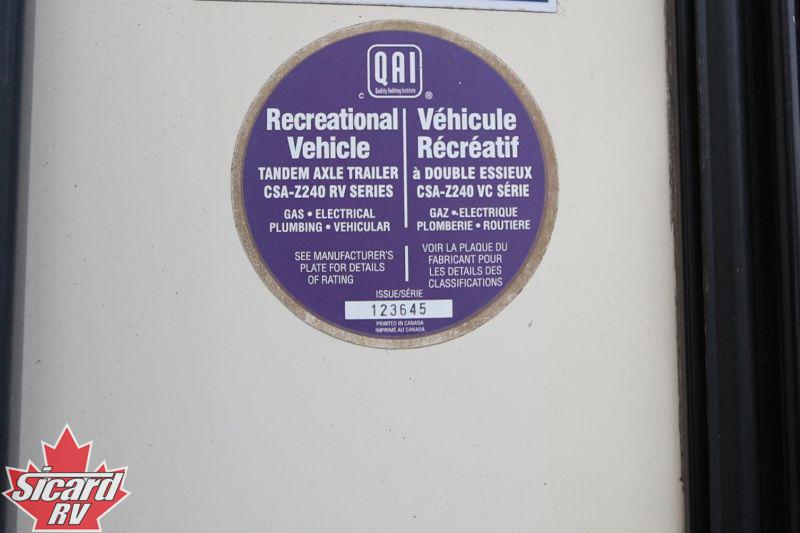 QAI
Quality Auditing Institute
C ®
Recreational
Vehicle
TANDEM AXLE TRAILER
CSA-Z240 RV SERIES
GAS • ELECTRICAL
PLUMBING • VEHICULAR
SEE MANUFACTURER'S
PLATE FOR DETAILS
OF RATING
Véhicule
Récréatif
à DOUBLE ESSIEUX
CSA-Z240 VC SÉRIE
GAZ • ELECTRIQUE
PLOMBERIE • ROUTIERE
VOIR LA PLAQUE DU
FABRICANT POUR
LES DETAILS DES
CLASSIFICATIONS
ISSUE/SÉRIE
123645
PRINTED IN CANADA
IMPRIMÉ AU CANADA
Sicard
RV